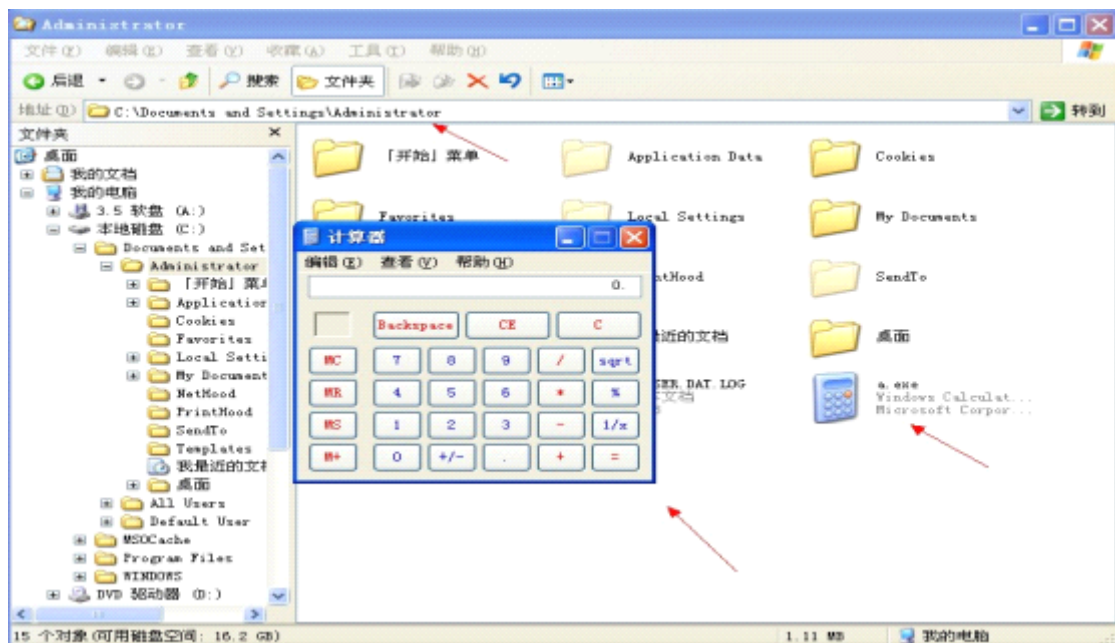 Administrator
文件(F) 编辑(E) 查看(V) 收藏(A) 工具(T) 帮助(H)
后退 搜索 文件夹
地址(D) C:\Documents and Settings\Administrator 转到
文件夹
桌面
我的文档
我的电脑
3.5 软盘 (A:)
本地磁盘 (C:)
Documents and Set
Administrator
「开始」菜单
Application
Cookies
Favorites
Local Setti
My Document
NetHood
PrintHood
SendTo
Templates
我最近的文档
桌面
All Users
Default User
MSOCache
Program Files
WINDOWS
DVD 驱动器 (D:)
「开始」菜单 Application Data Cookies
Favorites Local Settings My Documents
ntHood SendTo
最近的文档 桌面
SER.DAT.LOG a.exe
文档 Windows Calculat...
Microsoft Corpor...
计算器
编辑(E) 查看(V) 帮助(H)
0.
Backspace CE C
MC 7 8 9 / sqrt
MR 4 5 6 * %
MS 1 2 3 - 1/x
M+ 0 +/- . + =
15 个对象(可用磁盘空间: 16.2 GB) 1.11 MB 我的电脑